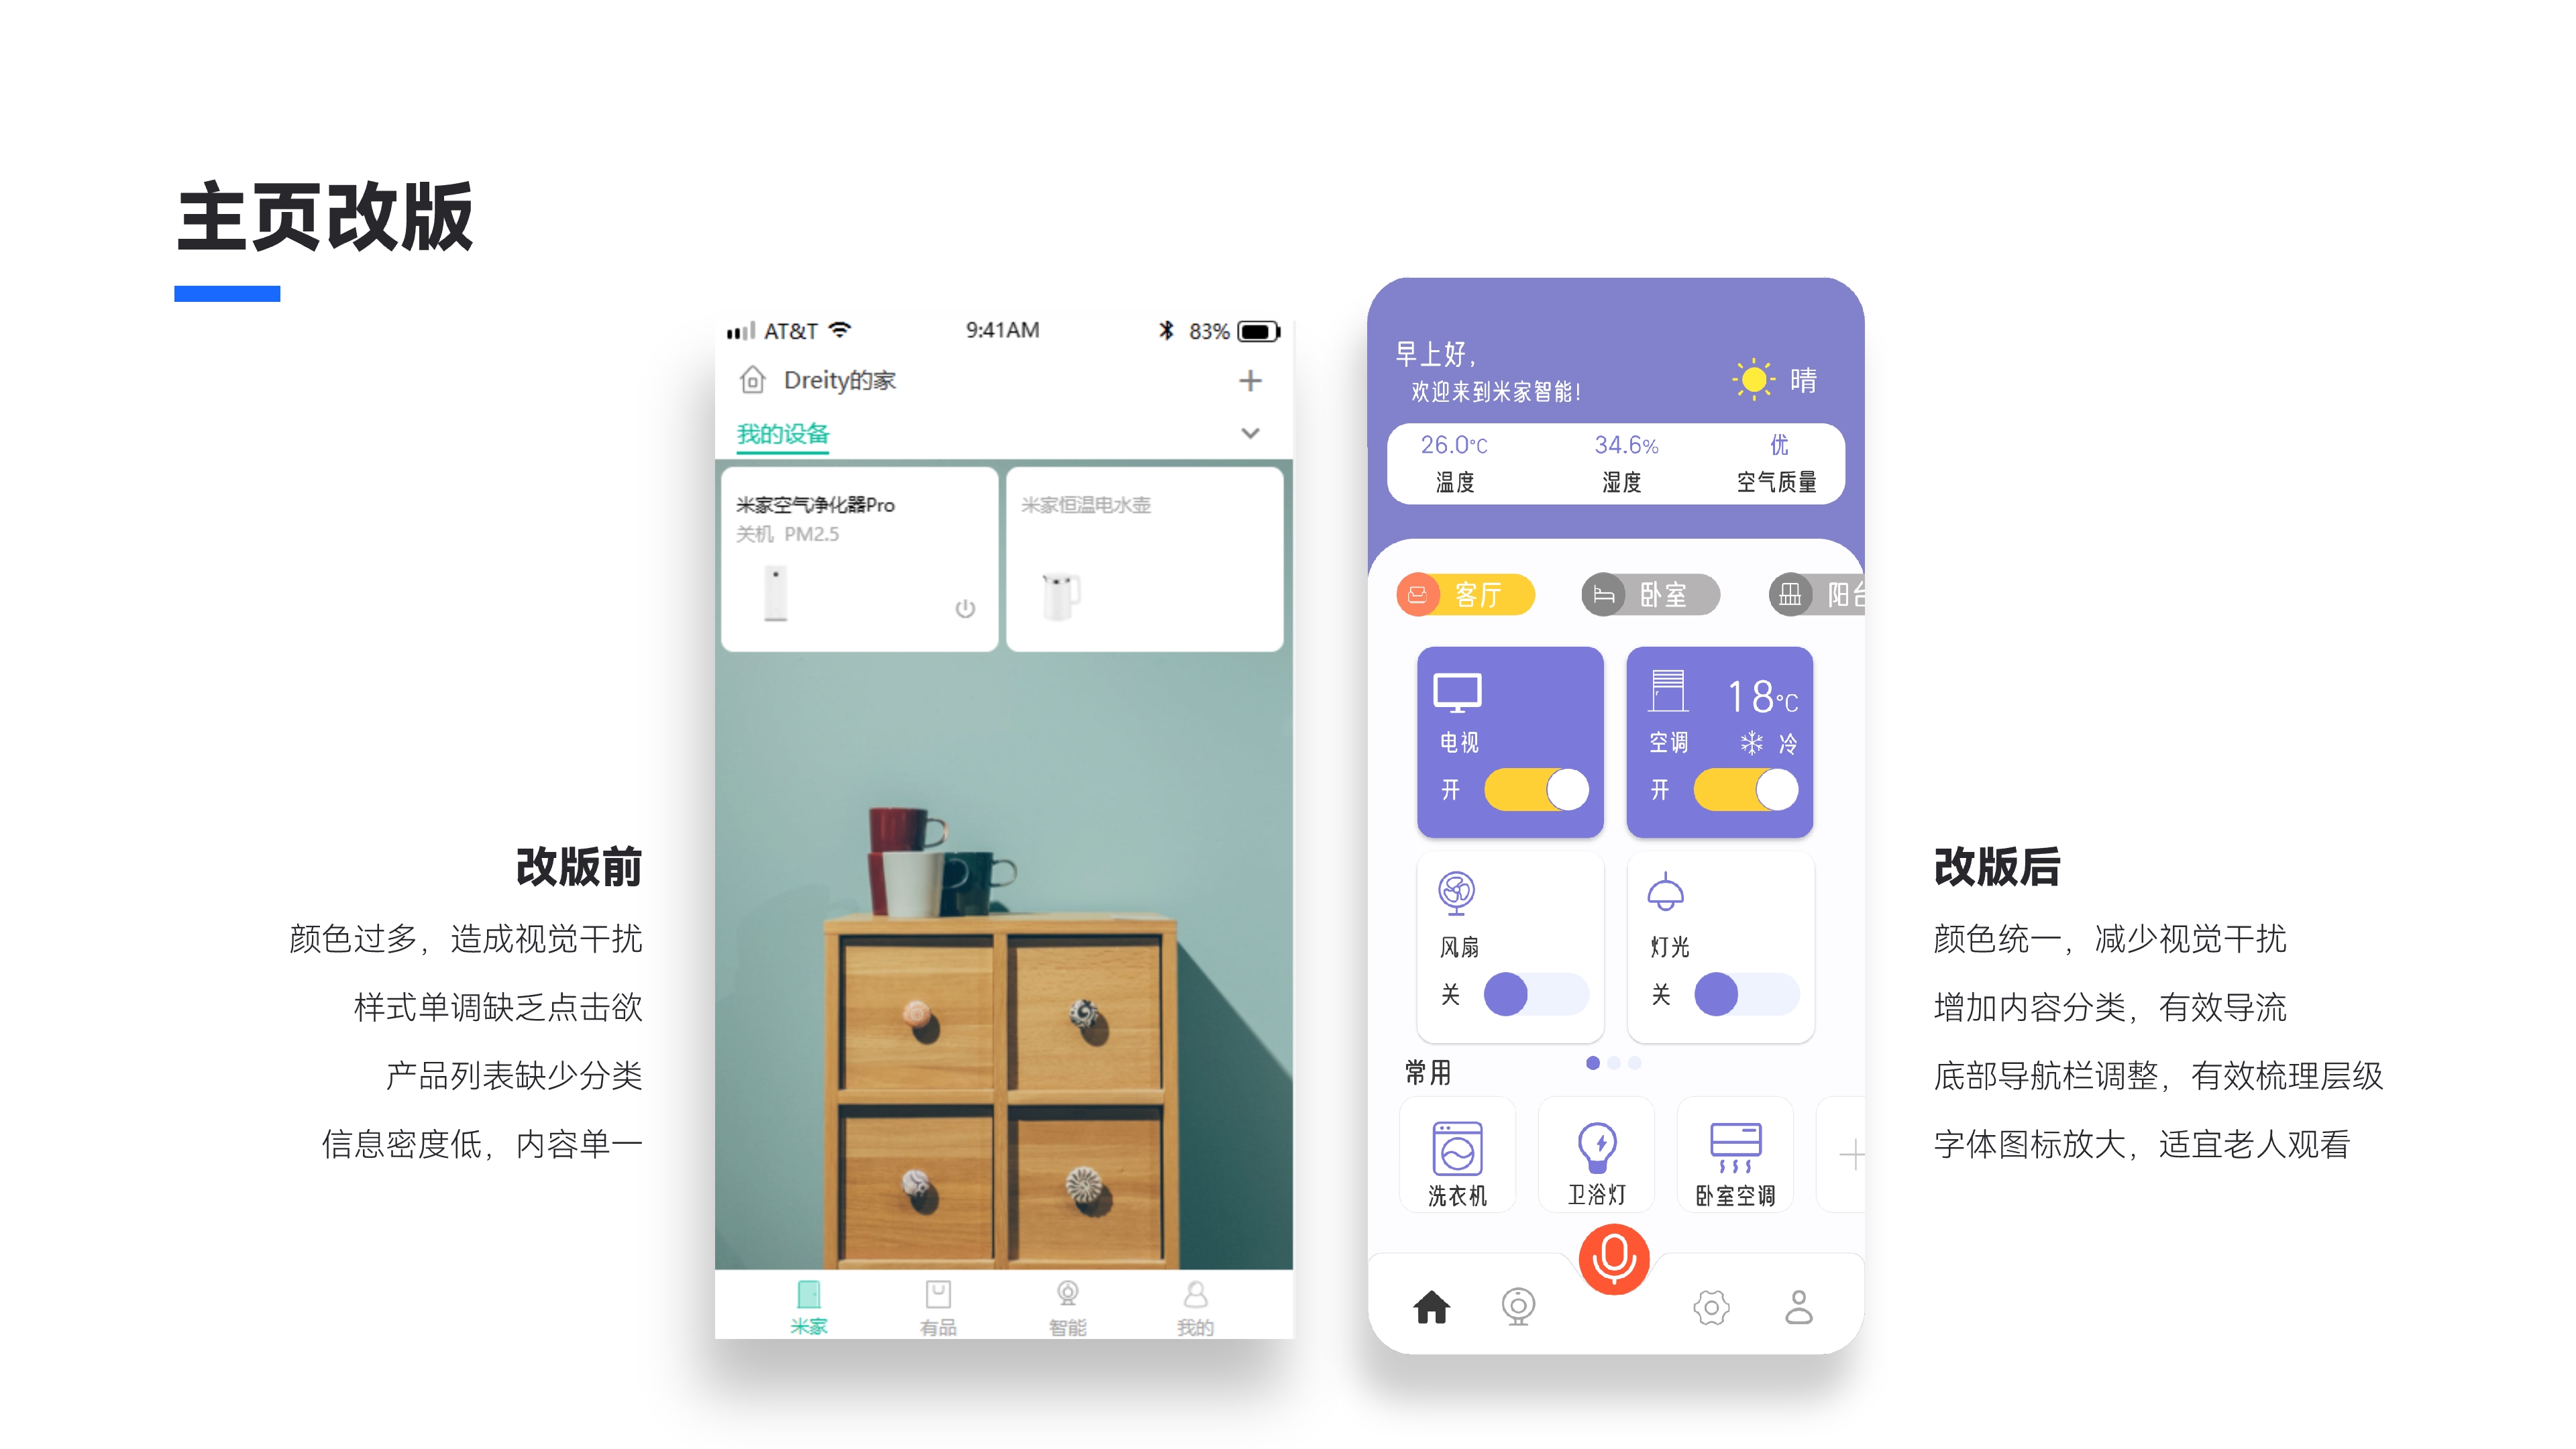 主页改版
AT&T 9:41AM 83%
Dreity的家
我的设备
米家空气净化器Pro
关机 PM2.5
米家恒温电水壶
米家 有品 智能 我的
早上好，
欢迎来到米家智能！
晴
26.0°C 34.6% 优
温度 湿度 空气质量
客厅 卧室 阳台
电视
开
18°C
空调 冷
开
风扇
关
灯光
关
常用
洗衣机 卫浴灯 卧室空调
改版前
颜色过多，造成视觉干扰
样式单调缺乏点击欲
产品列表缺少分类
信息密度低，内容单一
改版后
颜色统一，减少视觉干扰
增加内容分类，有效导流
底部导航栏调整，有效梳理层级
字体图标放大，适宜老人观看